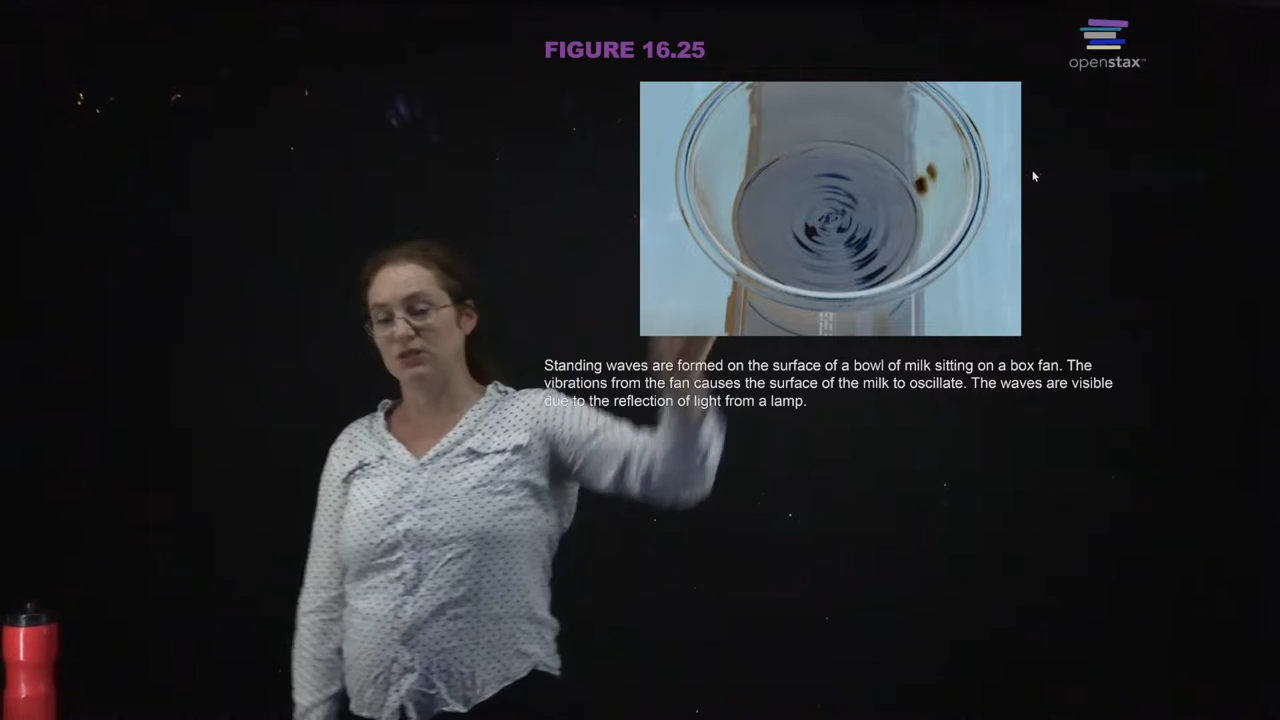 FIGURE 16.25
openstax™
Standing waves are formed on the surface of a bowl of milk sitting on a box fan. The
vibrations from the fan causes the surface of the milk to oscillate. The waves are visible
due to the reflection of light from a lamp.